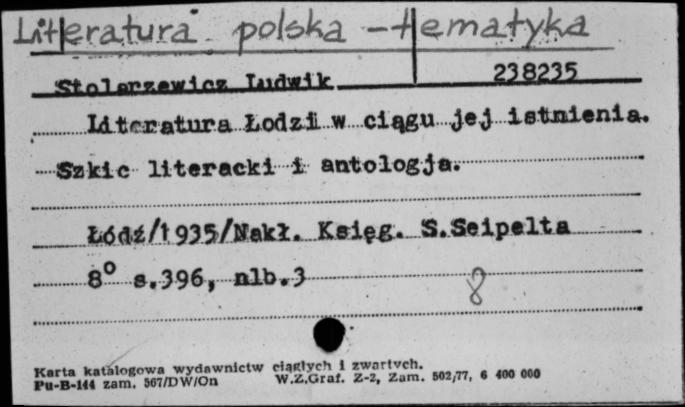 Literatura polska – tematyka
Stolarzewicz Ludwik 238235
Literatura Łodzi w ciągu jej istnienia.
Szkic literacki i antologja.
Łódź/1935/Nakł. Księg. S.Seipelta
8° s.396, nlb.3
8
Karta katalogowa wydawnictw ciągłych i zwartych.
Pu-B-144 zam. 567/DW/On W.Z.Graf. Z-2, Zam. 502/77, 6 400 000